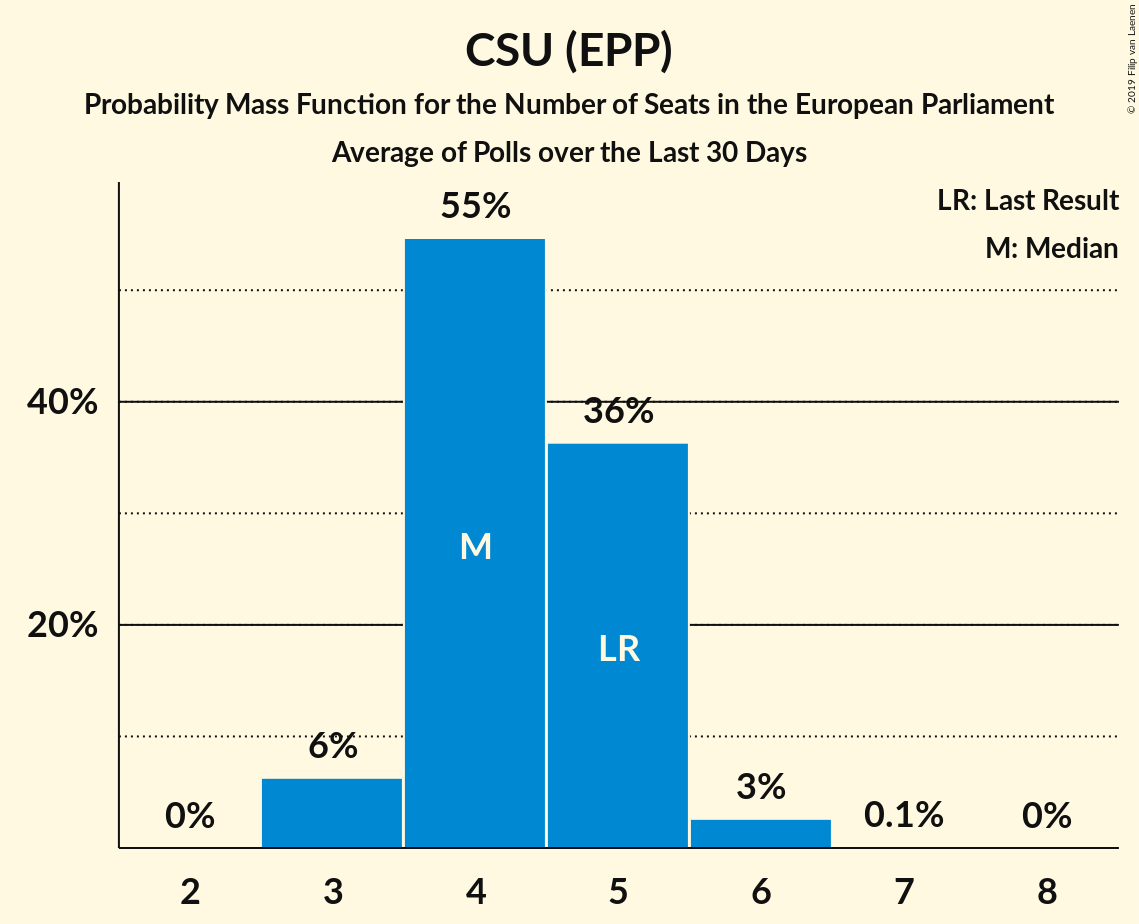 CSU (EPP)
Probability Mass Function for the Number of Seats in the European Parliament
Average of Polls over the Last 30 Days
© 2019 Filip van Laenen
LR: Last Result
M: Median
55%
40%
36%
M
20%
LR
6%
0%
3%
0.1%
0%
2 3 4 5 6 7 8